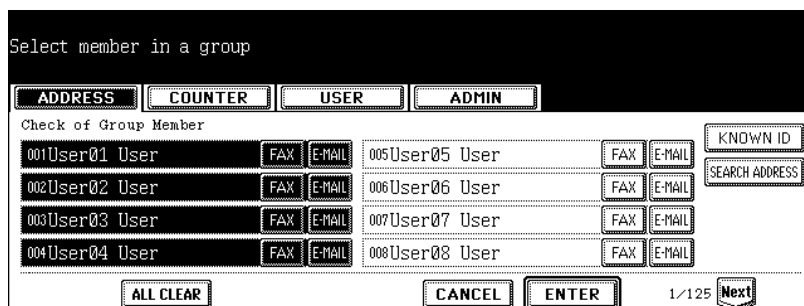 Select member in a group
ADDRESS COUNTER USER ADMIN
Check of Group Member
KNOWN ID
SEARCH ADDRESS
001User01 User FAX E-MAIL 005User05 User FAX E-MAIL
002User02 User FAX E-MAIL 006User06 User FAX E-MAIL
003User03 User FAX E-MAIL 007User07 User FAX E-MAIL
004User04 User FAX E-MAIL 008User08 User FAX E-MAIL
ALL CLEAR CANCEL ENTER 1/125 Next